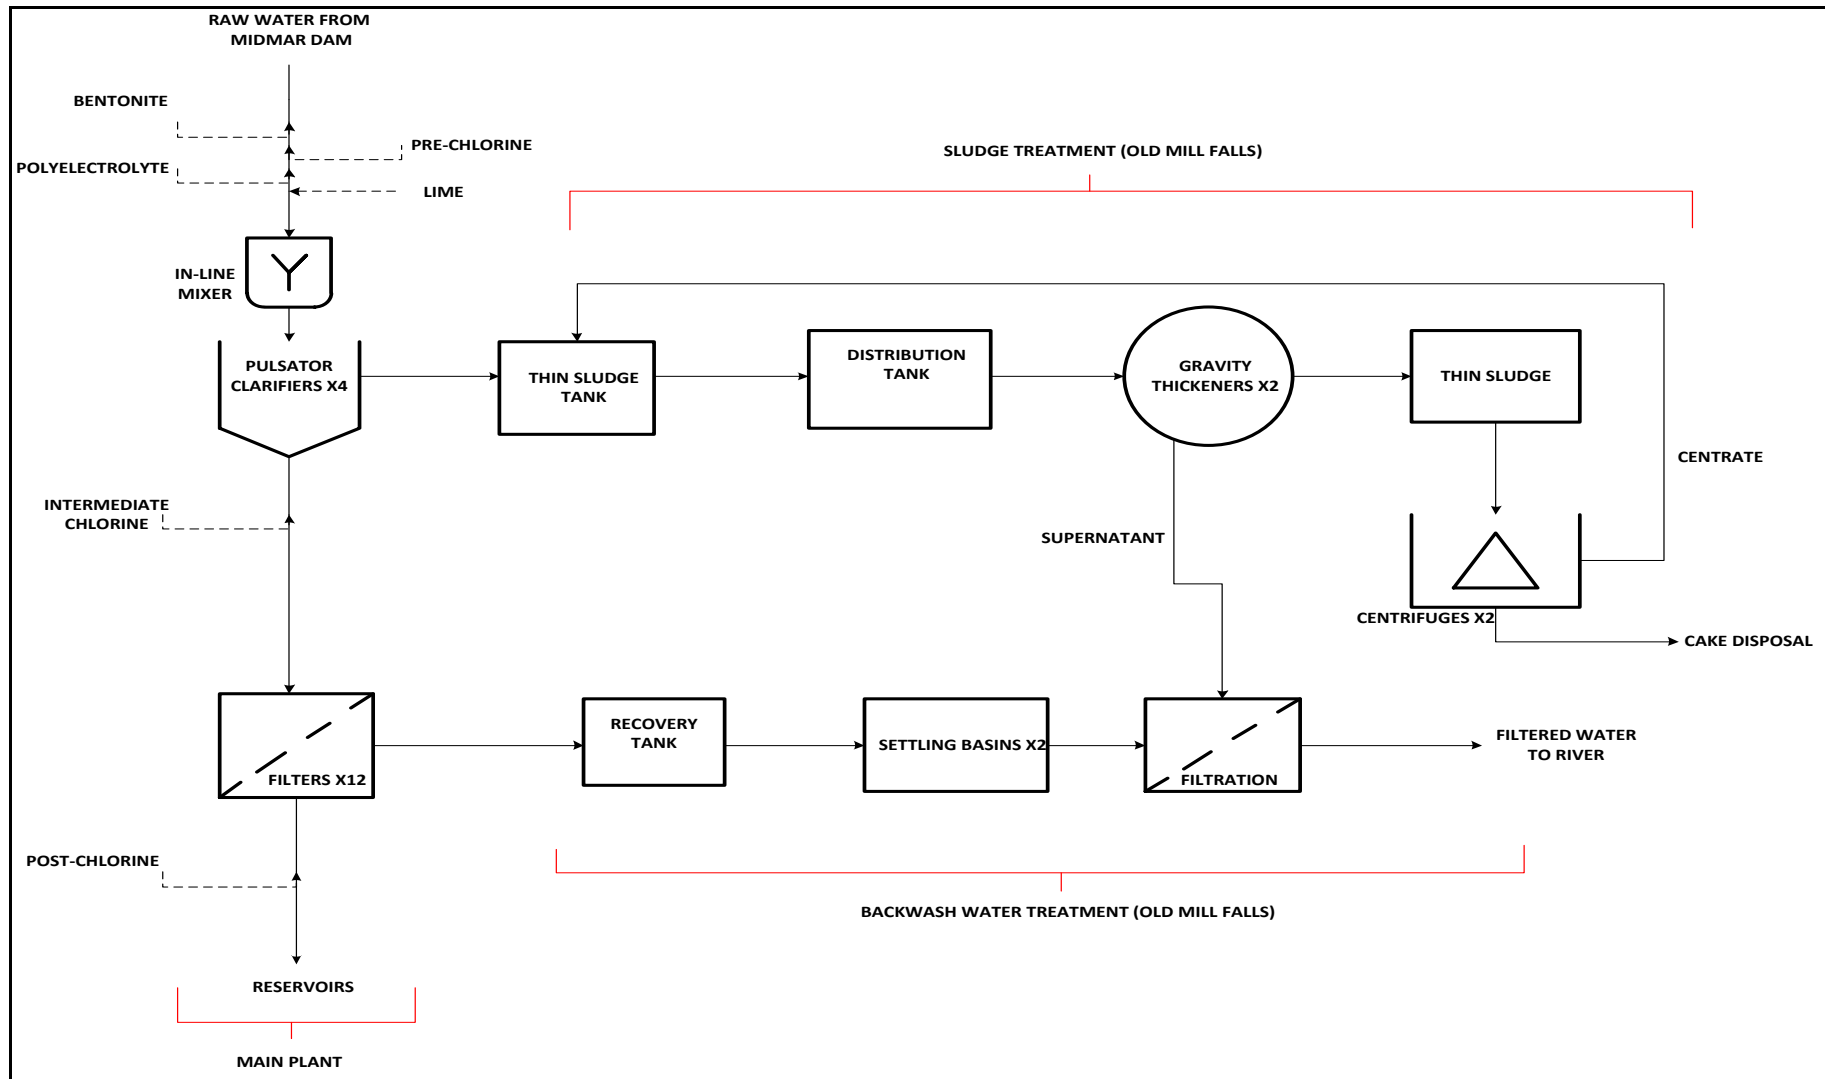 RAW WATER FROM
MIDMAR DAM
BENTONITE
PRE-CHLORINE
POLYELECTROLYTE
LIME
SLUDGE TREATMENT (OLD MILL FALLS)
IN-LINE
MIXER
PULSATOR
CLARIFIERS X4
THIN SLUDGE
TANK
DISTRIBUTION
TANK
GRAVITY
THICKENERS X2
THIN SLUDGE
CENTRATE
INTERMEDIATE
CHLORINE
SUPERNATANT
CENTRIFUGES X2
CAKE DISPOSAL
FILTERS X12
RECOVERY
TANK
SETTLING BASINS X2
FILTRATION
FILTERED WATER
TO RIVER
POST-CHLORINE
BACKWASH WATER TREATMENT (OLD MILL FALLS)
RESERVOIRS
MAIN PLANT